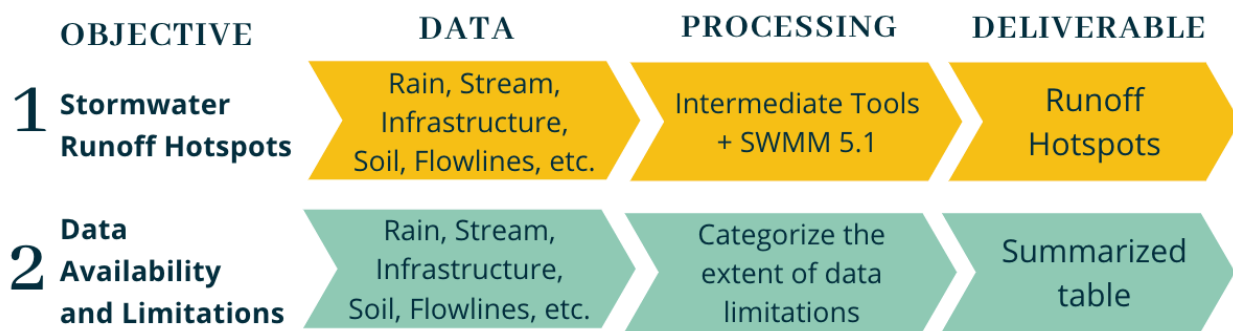 OBJECTIVE
DATA
PROCESSING
DELIVERABLE
1
Stormwater
Runoff Hotspots
Rain, Stream,
Infrastructure,
Soil, Flowlines, etc.
Intermediate Tools
+ SWMM 5.1
Runoff
Hotspots
2
Data
Availability
and Limitations
Rain, Stream,
Infrastructure,
Soil, Flowlines, etc.
Categorize the
extent of data
limitations
Summarized
table